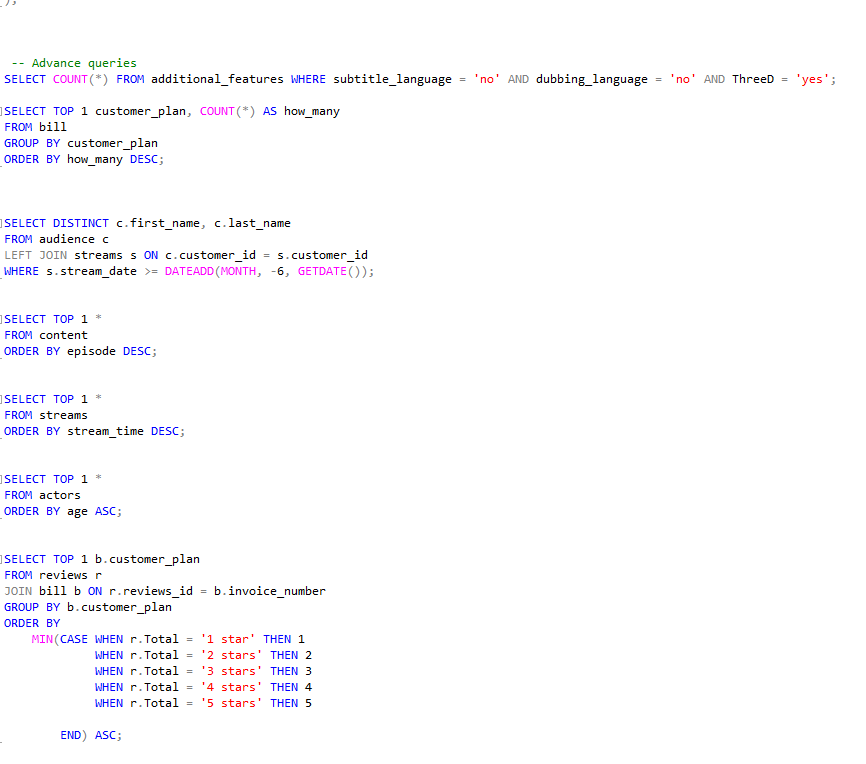 );
-- Advance queries
SELECT COUNT(*) FROM additional_features WHERE subtitle_language = 'no' AND dubbing_language = 'no' AND ThreeD = 'yes';
SELECT TOP 1 customer_plan, COUNT(*) AS how_many
FROM bill
GROUP BY customer_plan
ORDER BY how_many DESC;
SELECT DISTINCT c.first_name, c.last_name
FROM audience c
LEFT JOIN streams s ON c.customer_id = s.customer_id
WHERE s.stream_date >= DATEADD(MONTH, -6, GETDATE());
SELECT TOP 1 *
FROM content
ORDER BY episode DESC;
SELECT TOP 1 *
FROM streams
ORDER BY stream_time DESC;
SELECT TOP 1 *
FROM actors
ORDER BY age ASC;
SELECT TOP 1 b.customer_plan
FROM reviews r
JOIN bill b ON r.reviews_id = b.invoice_number
GROUP BY b.customer_plan
ORDER BY
MIN(CASE WHEN r.Total = '1 star' THEN 1
WHEN r.Total = '2 stars' THEN 2
WHEN r.Total = '3 stars' THEN 3
WHEN r.Total = '4 stars' THEN 4
WHEN r.Total = '5 stars' THEN 5
END) ASC;